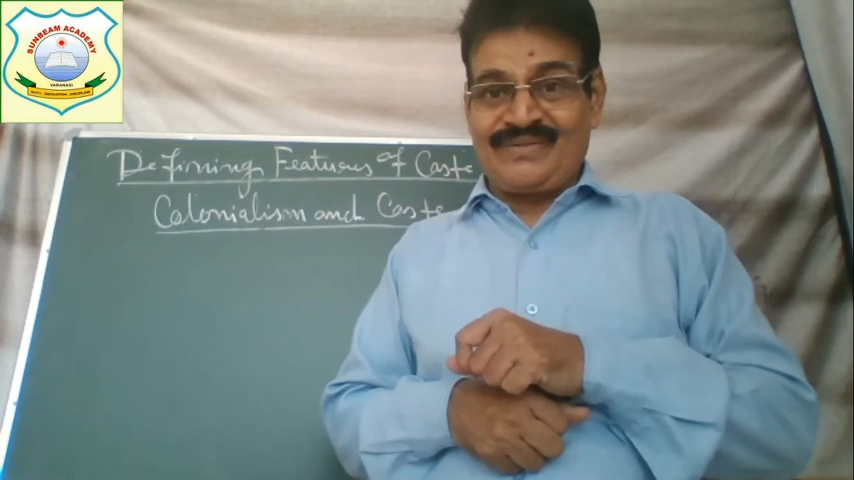 SUNBEAM ACADEMY
VARANASI
Defining Features of Caste
Colonialism and Caste